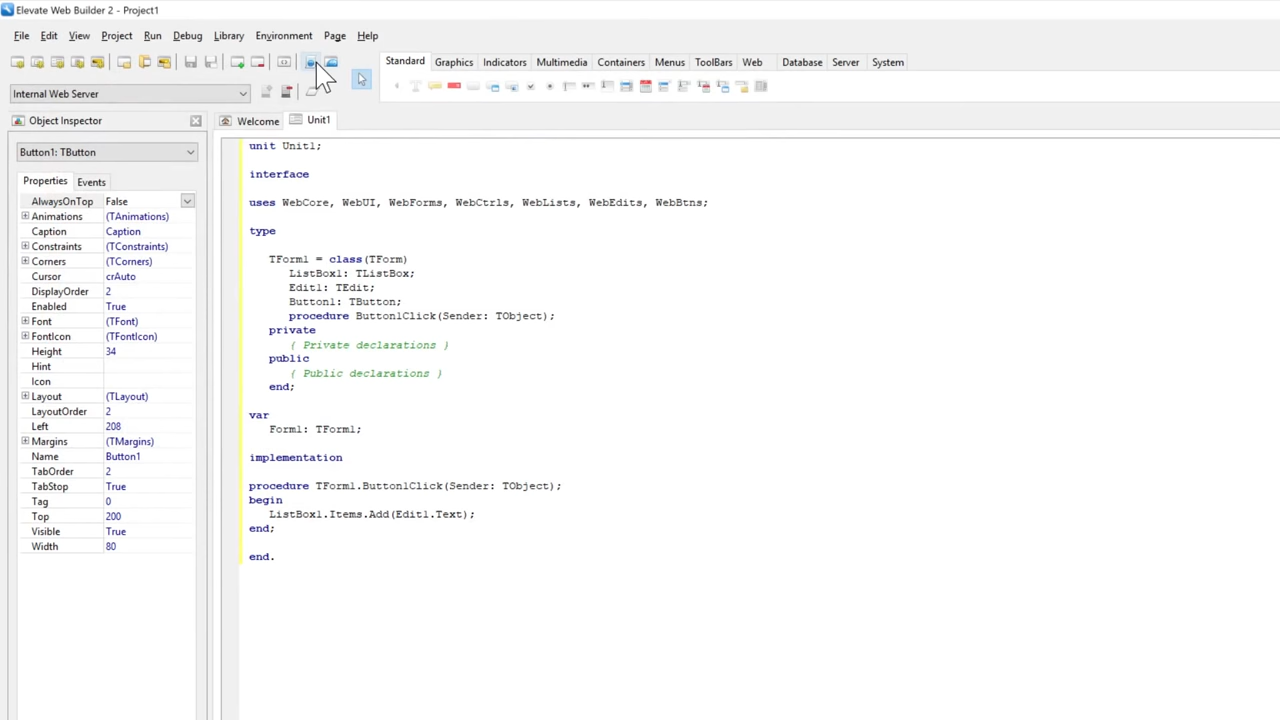 Elevate Web Builder 2 - Project1
File Edit View Project Run Debug Library Environment Page Help
Standard Graphics Indicators Multimedia Containers Menus ToolBars Web Database Server System
Internal Web Server
Object Inspector
Welcome Unit1
Button1: TButton
Properties Events
AlwaysOnTop False
Animations (TAnimations)
Caption Caption
Constraints (TConstraints)
Corners (TCorners)
Cursor crAuto
DisplayOrder 2
Enabled True
Font (TFont)
FontIcon (TFontIcon)
Height 34
Hint
Icon
Layout (TLayout)
LayoutOrder 2
Left 208
Margins (TMargins)
Name Button1
TabOrder 2
TabStop True
Tag 0
Top 200
Visible True
Width 80
unit Unit1;
interface
uses WebCore, WebUI, WebForms, WebCtrls, WebLists, WebEdits, WebBtns;
type
TForm1 = class(TForm)
ListBox1: TListBox;
Edit1: TEdit;
Button1: TButton;
procedure Button1Click(Sender: TObject);
private
{ Private declarations }
public
{ Public declarations }
end;
var
Form1: TForm1;
implementation
procedure TForm1.Button1Click(Sender: TObject);
begin
ListBox1.Items.Add(Edit1.Text);
end;
end.